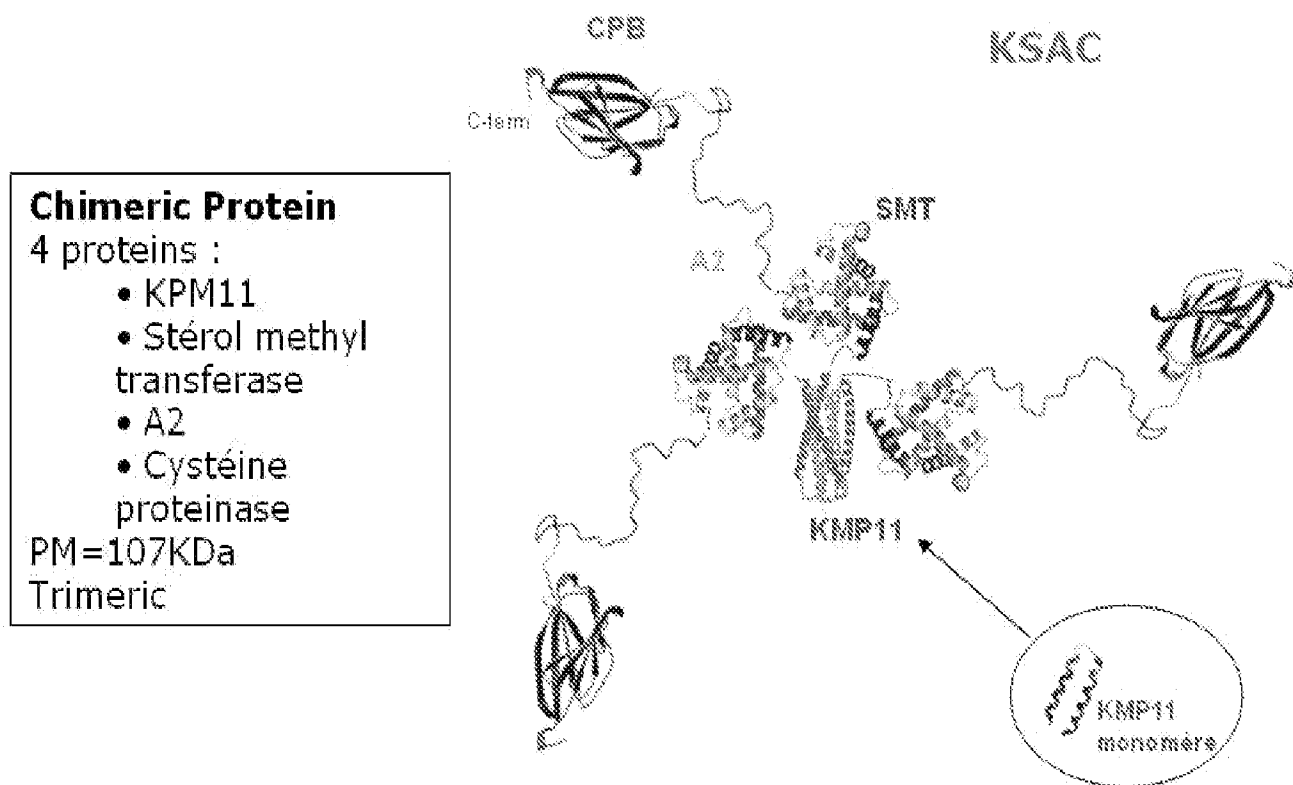 CPB
KSAC
C-term
Chimeric Protein
4 proteins :
• KPM11
• Stérol methyl
transferase
• A2
• Cystéine
proteinase
PM=107KDa
Trimeric
SMT
A2
KMP11
KMP11
monomère